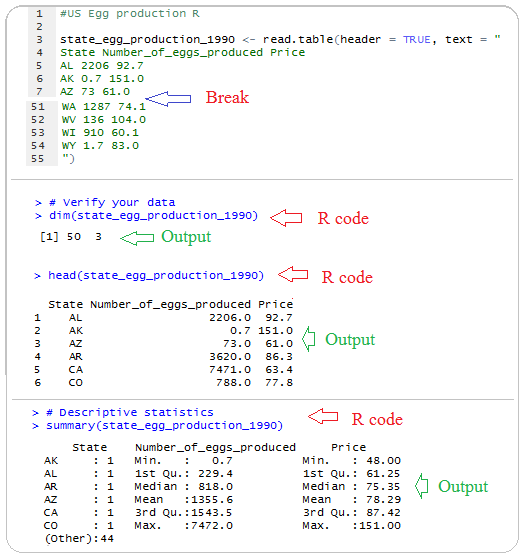 1 #US Egg production R
2
3 state_egg_production_1990 <- read.table(header = TRUE, text = "
4 State Number_of_eggs_produced Price
5 AL 2206 92.7
6 AK 0.7 151.0
7 AZ 73 61.0
Break
51 WA 1287 74.1
52 WV 136 104.0
53 WI 910 60.1
54 WY 1.7 83.0
55 ")
> # Verify your data
> dim(state_egg_production_1990) R code
[1] 50 3 Output
> head(state_egg_production_1990) R code
State Number_of_eggs_produced Price
1 AL 2206.0 92.7
2 AK 0.7 151.0
3 AZ 73.0 61.0 Output
4 AR 3620.0 86.3
5 CA 7471.0 63.4
6 CO 788.0 77.8
> # Descriptive statistics R code
> summary(state_egg_production_1990)
State Number_of_eggs_produced Price
AK : 1 Min. : 0.7 Min. : 48.00
AL : 1 1st Qu.: 229.4 1st Qu.: 61.25
AR : 1 Median : 818.0 Median : 75.35 Output
AZ : 1 Mean :1355.6 Mean : 78.29
CA : 1 3rd Qu.:1543.5 3rd Qu.: 87.42
CO : 1 Max. :7472.0 Max. :151.00
(Other):44